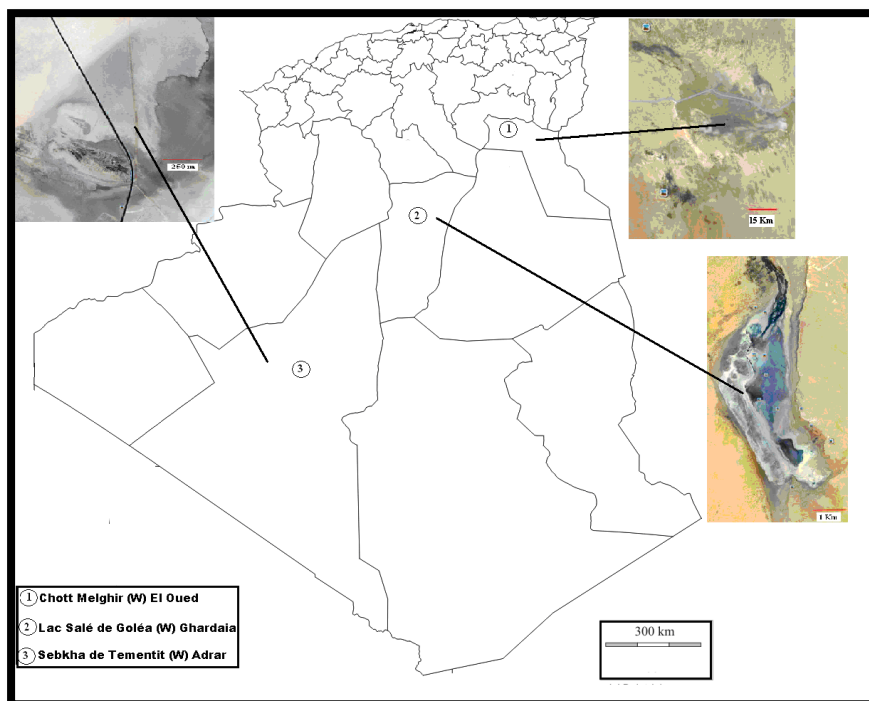 250 m
15 Km
1
2
3
1 Km
1 Chott Melghir (W) El Oued
2 Lac Salé de Goléa (W) Ghardaia
3 Sebkha de Tementit (W) Adrar
300 km